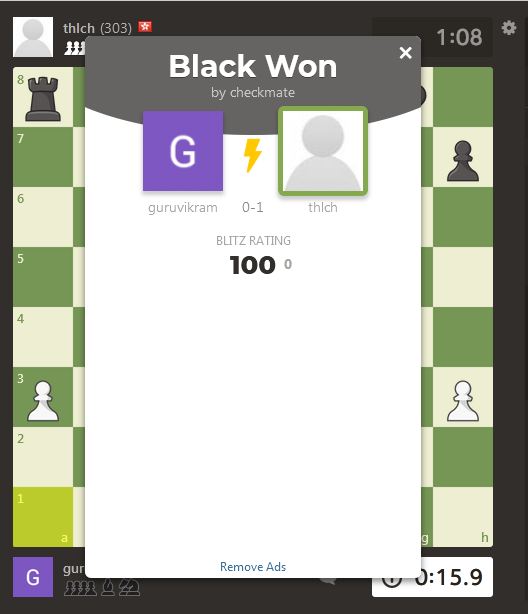 thlch (303)
1:08
Black Won
by checkmate
8
G
guruvikram 0-1 thlch
7
6
BLITZ RATING
100 0
5
4
3
2
1
a g h
Remove Ads
G
gur
0:15.9